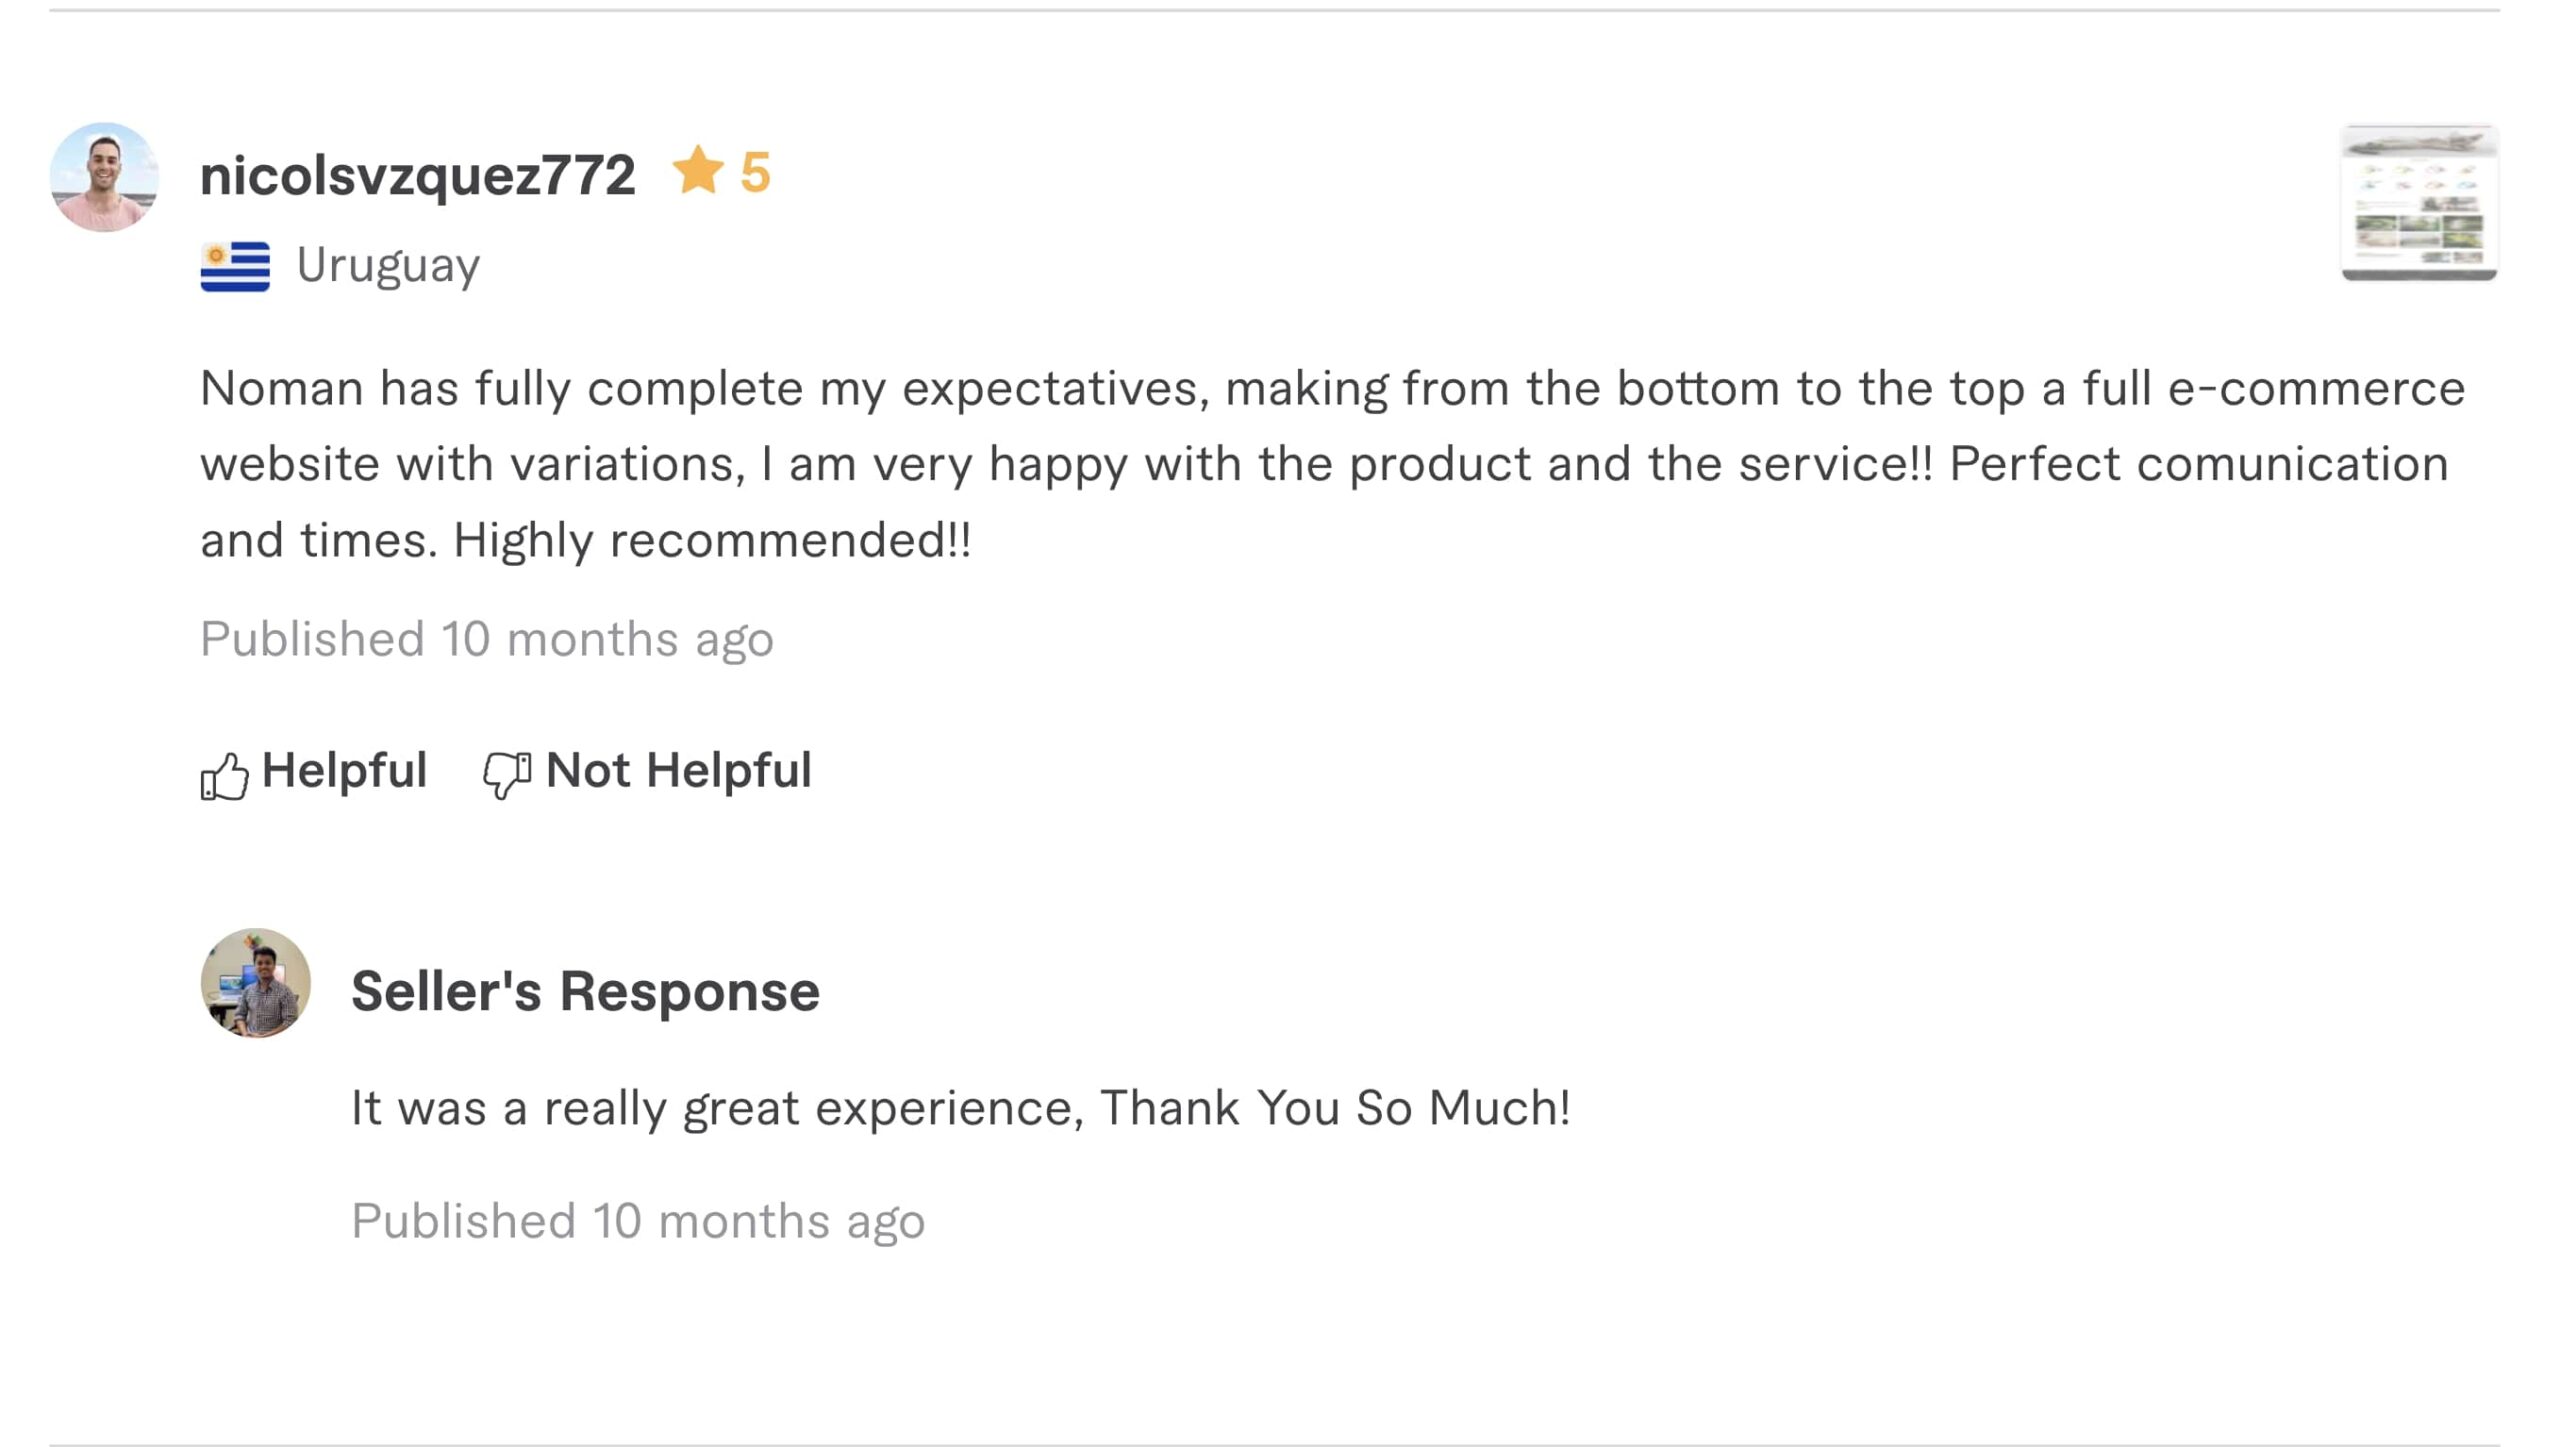 nicolsvzquez772 5
Uruguay
Noman has fully complete my expectatives, making from the bottom to the top a full e-commerce
website with variations, I am very happy with the product and the service!! Perfect comunication
and times. Highly recommended!!
Published 10 months ago
Helpful Not Helpful
Seller's Response
It was a really great experience, Thank You So Much!
Published 10 months ago